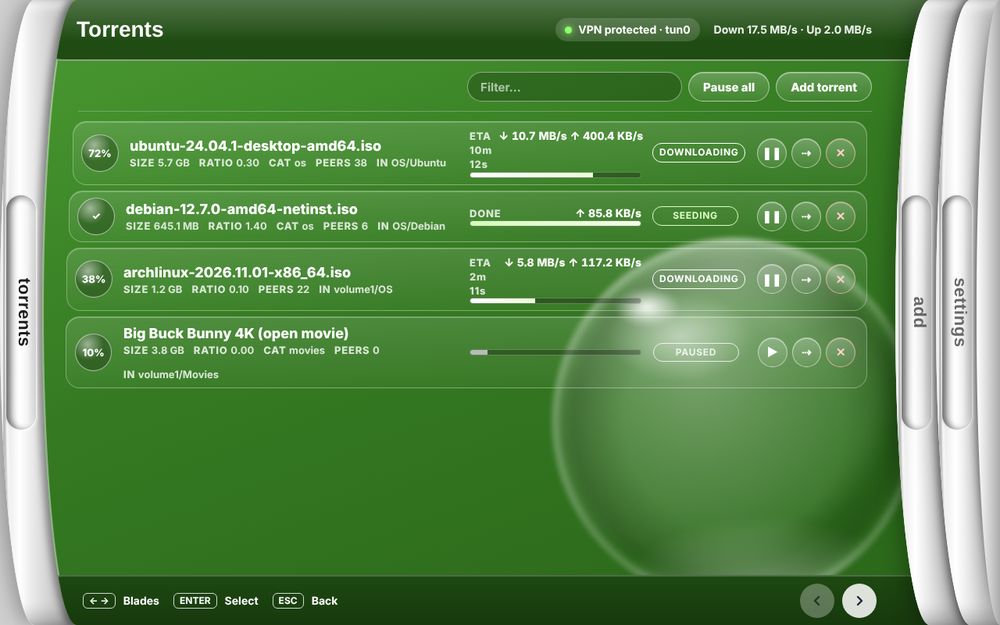 Torrents
VPN protected · tun0
Down 17.5 MB/s · Up 2.0 MB/s
Filter...
Pause all
Add torrent
72%
ubuntu-24.04.1-desktop-amd64.iso
SIZE 5.7 GB RATIO 0.30 CAT os PEERS 38 IN OS/Ubuntu
ETA ↓ 10.7 MB/s ↑ 400.4 KB/s
10m
12s
DOWNLOADING
✓
debian-12.7.0-amd64-netinst.iso
SIZE 645.1 MB RATIO 1.40 CAT os PEERS 6 IN OS/Debian
DONE ↑ 85.8 KB/s
SEEDING
38%
archlinux-2026.11.01-x86_64.iso
SIZE 1.2 GB RATIO 0.10 PEERS 22 IN volume1/OS
ETA ↓ 5.8 MB/s ↑ 117.2 KB/s
2m
11s
DOWNLOADING
10%
Big Buck Bunny 4K (open movie)
SIZE 3.8 GB RATIO 0.00 CAT movies PEERS 0
IN volume1/Movies
PAUSED
torrents
add
settings
←→ Blades ENTER Select ESC Back